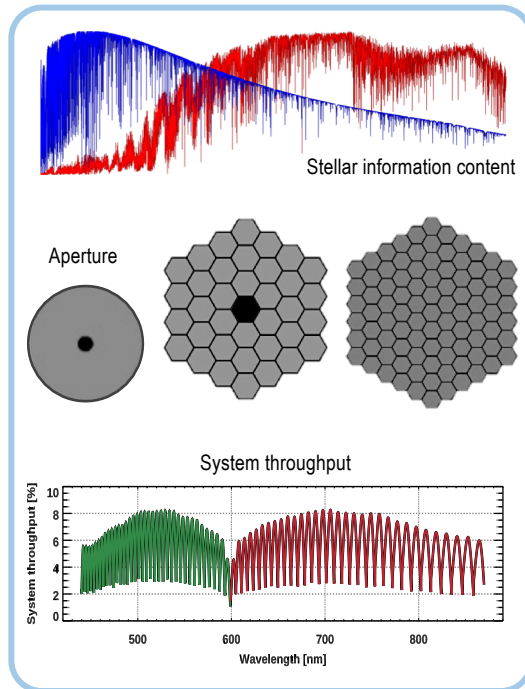 Stellar information content
Aperture
System throughput
System throughput [%]
10
8
6
4
2
0
500
600
700
800
Wavelength [nm]